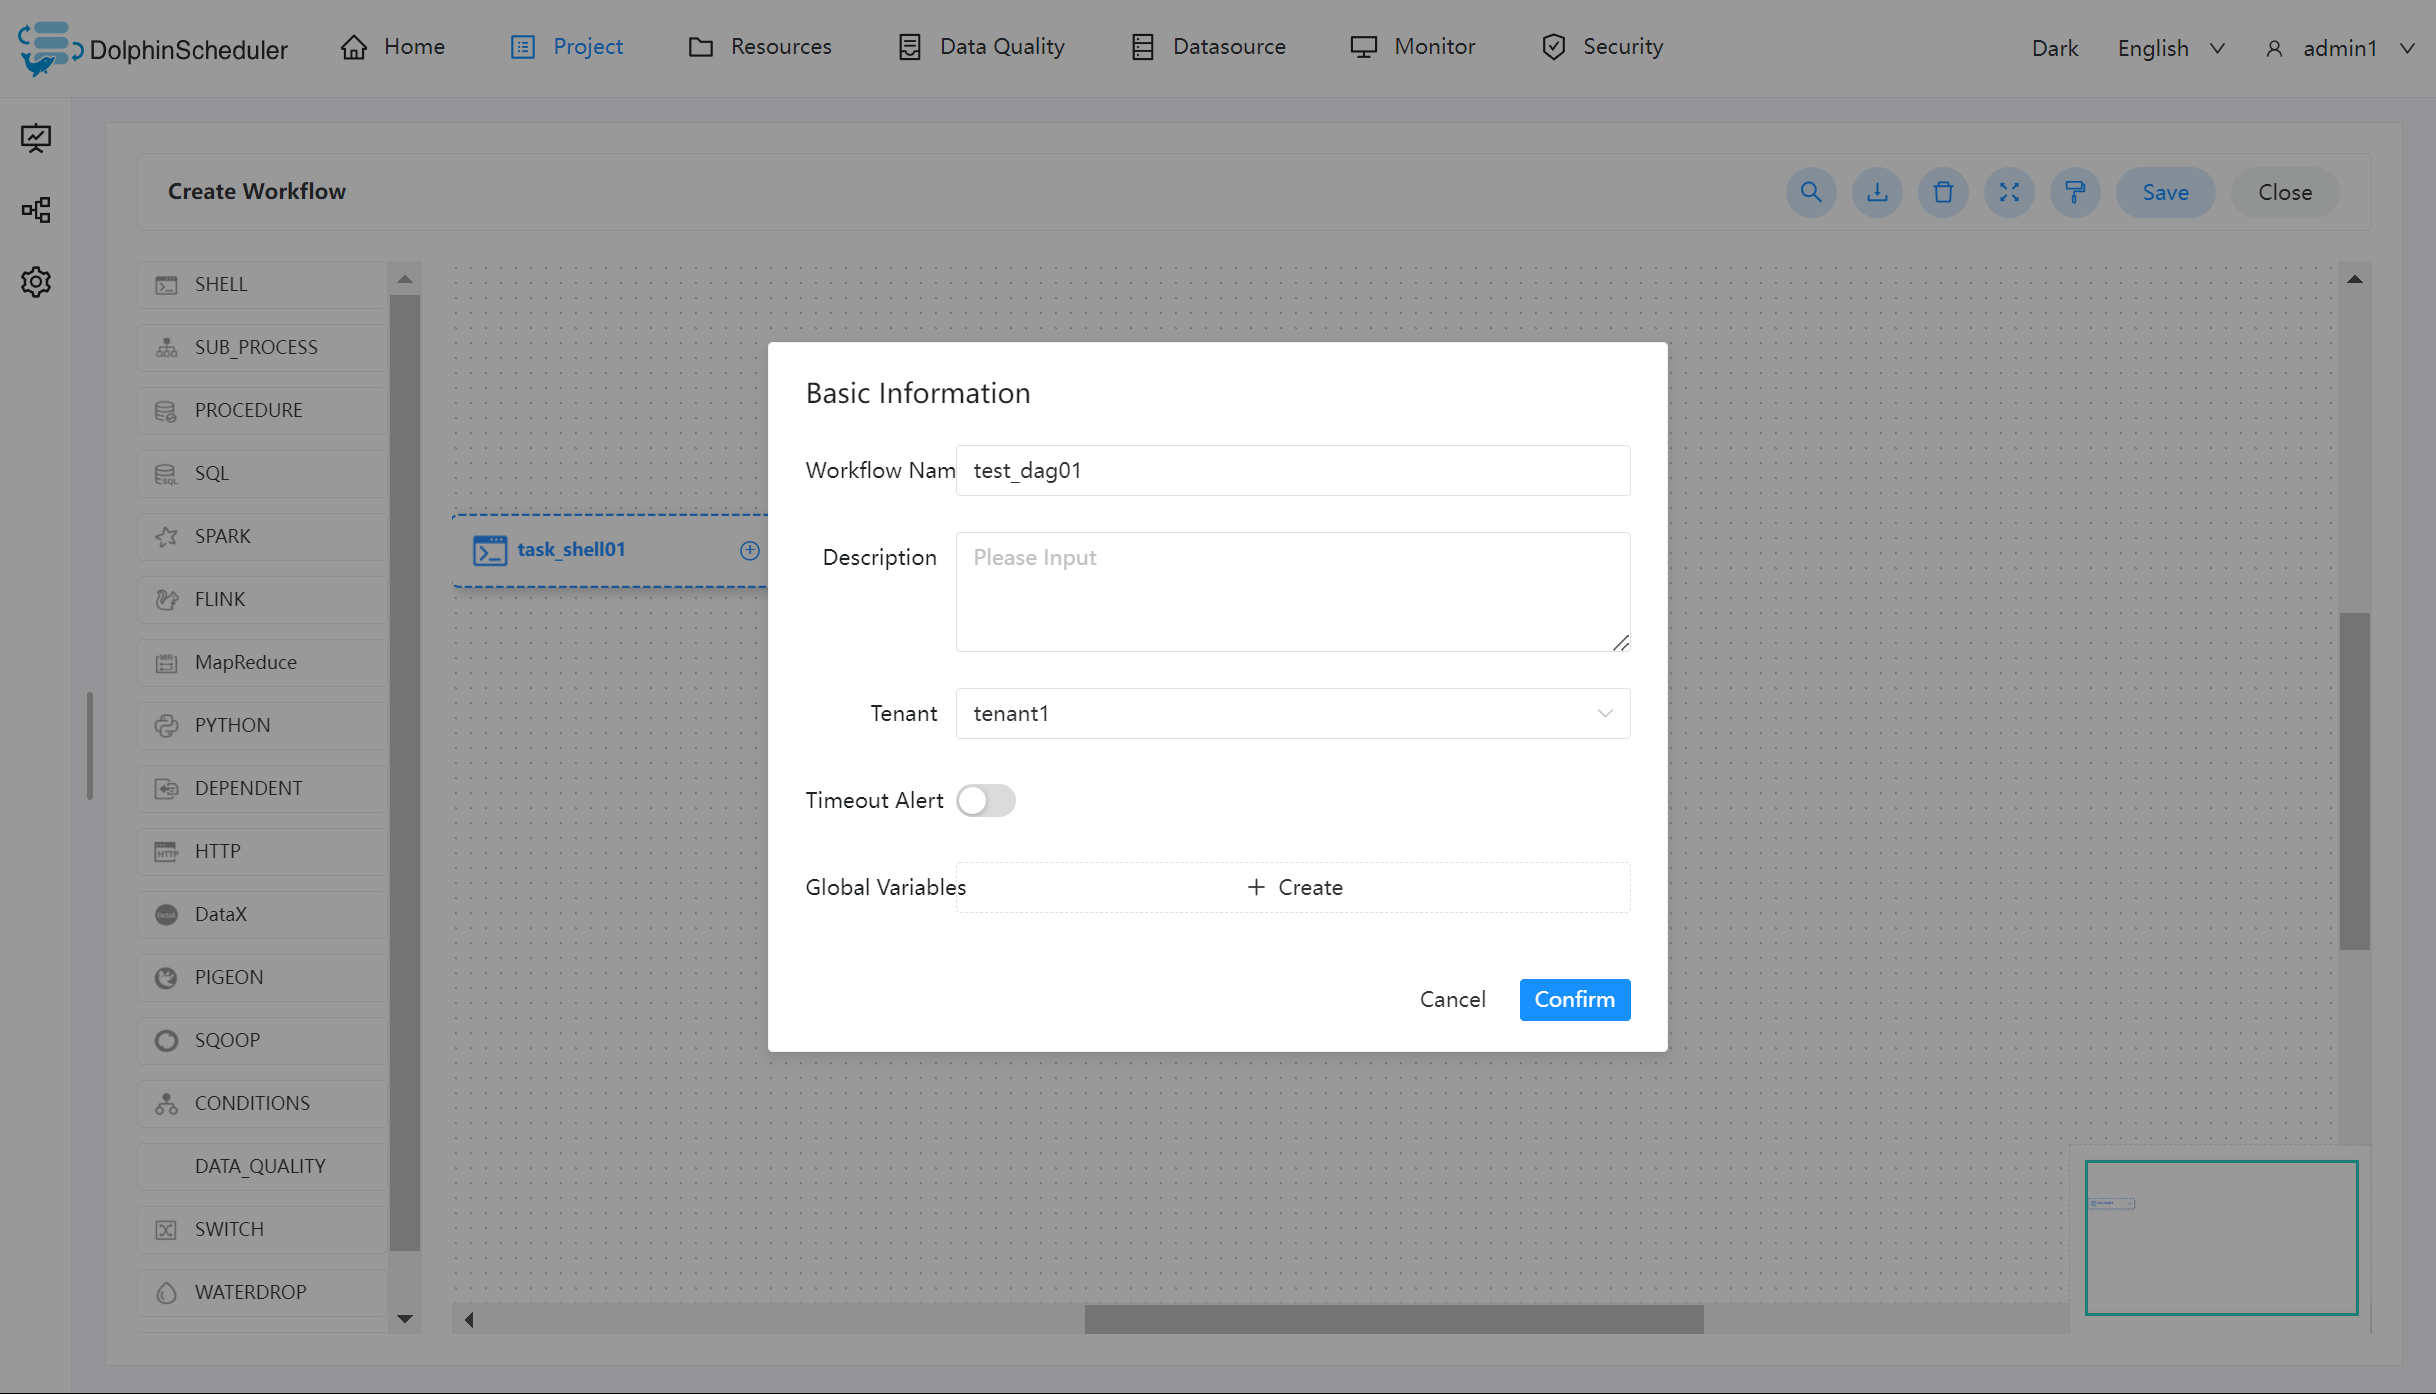 DolphinScheduler
Home
Project
Resources
Data Quality
Datasource
Monitor
Security
Dark
English
admin1
Create Workflow
Save
Close
SHELL
SUB_PROCESS
PROCEDURE
SQL
SPARK
FLINK
MapReduce
PYTHON
DEPENDENT
HTTP
DataX
PIGEON
SQOOP
CONDITIONS
DATA_QUALITY
SWITCH
WATERDROP
task_shell01
Basic Information
Workflow Nam
test_dag01
Description
Please Input
Tenant
tenant1
Timeout Alert
Global Variables
Create
Cancel
Confirm